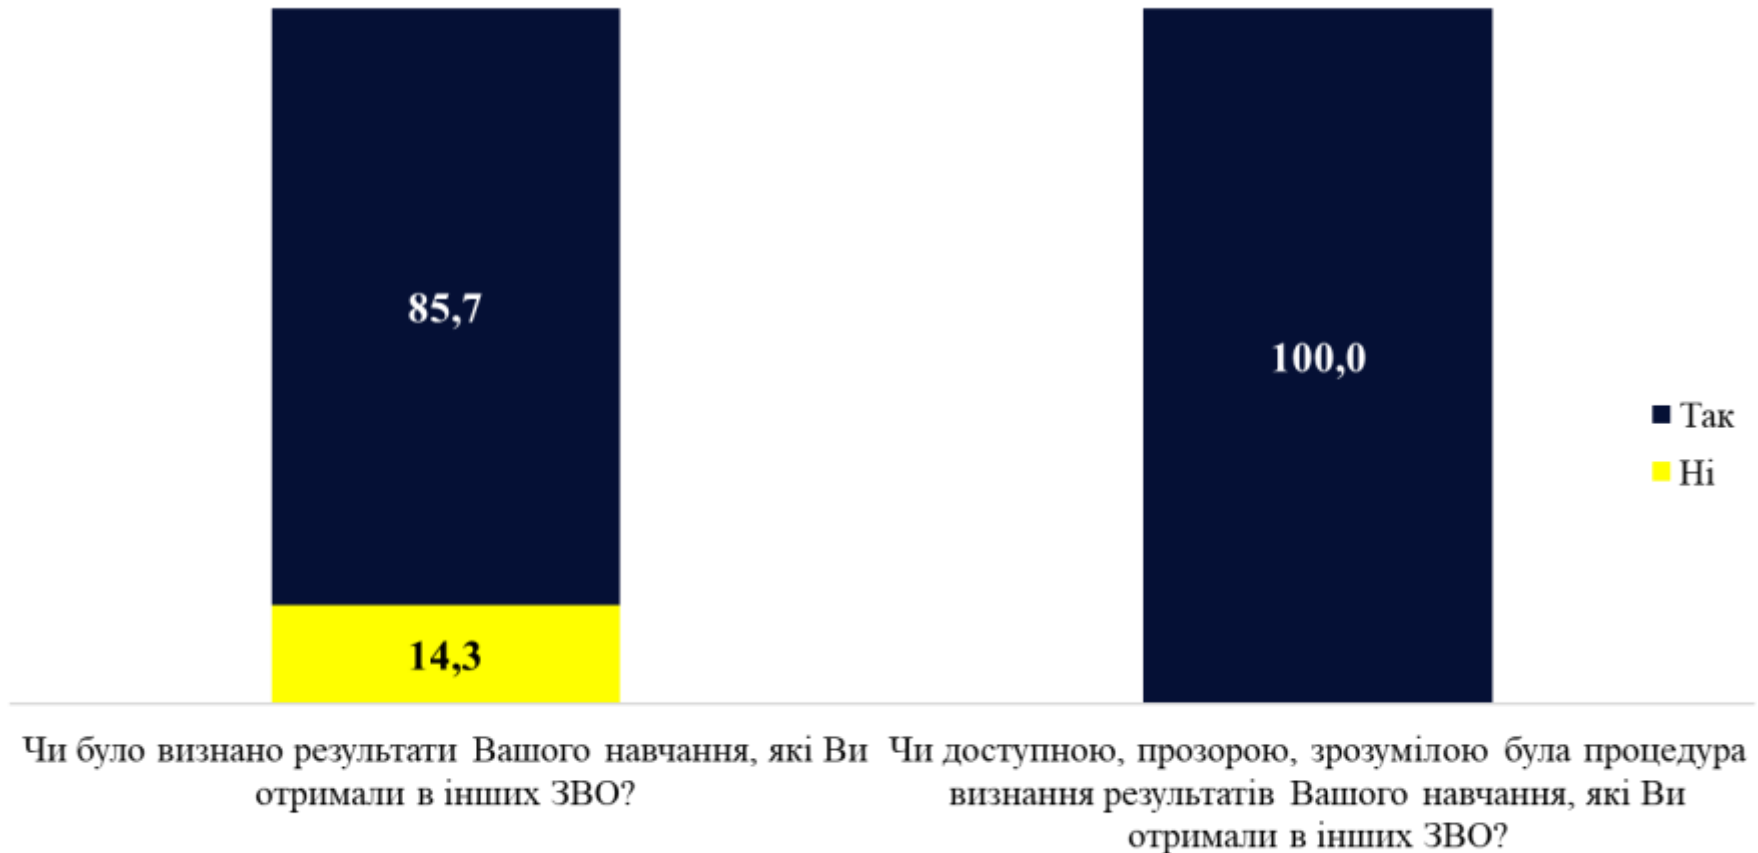 85,7
100,0
14,3
Так
Ні
Чи було визнано результати Вашого навчання, які Ви
отримали в інших ЗВО?
Чи доступною, прозорою, зрозумілою була процедура
визнання результатів Вашого навчання, які Ви
отримали в інших ЗВО?